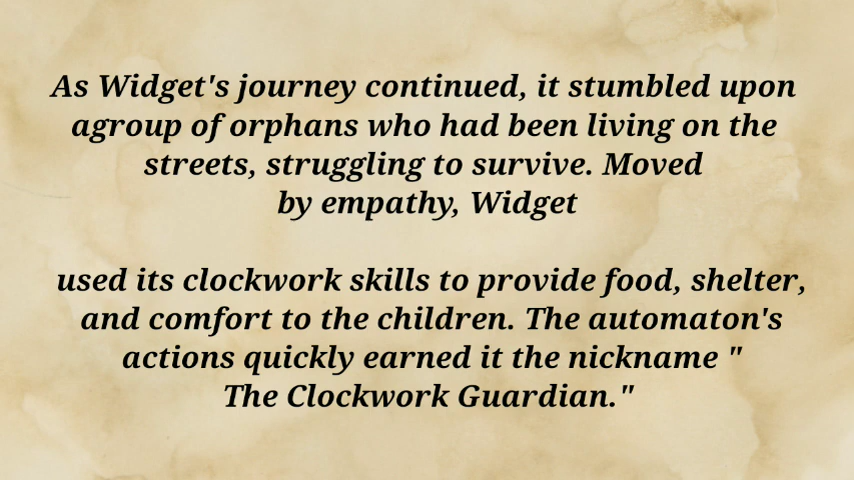 As Widget's journey continued, it stumbled upon
agroup of orphans who had been living on the
streets, struggling to survive. Moved
by empathy, Widget
used its clockwork skills to provide food, shelter,
and comfort to the children. The automaton's
actions quickly earned it the nickname "
The Clockwork Guardian."